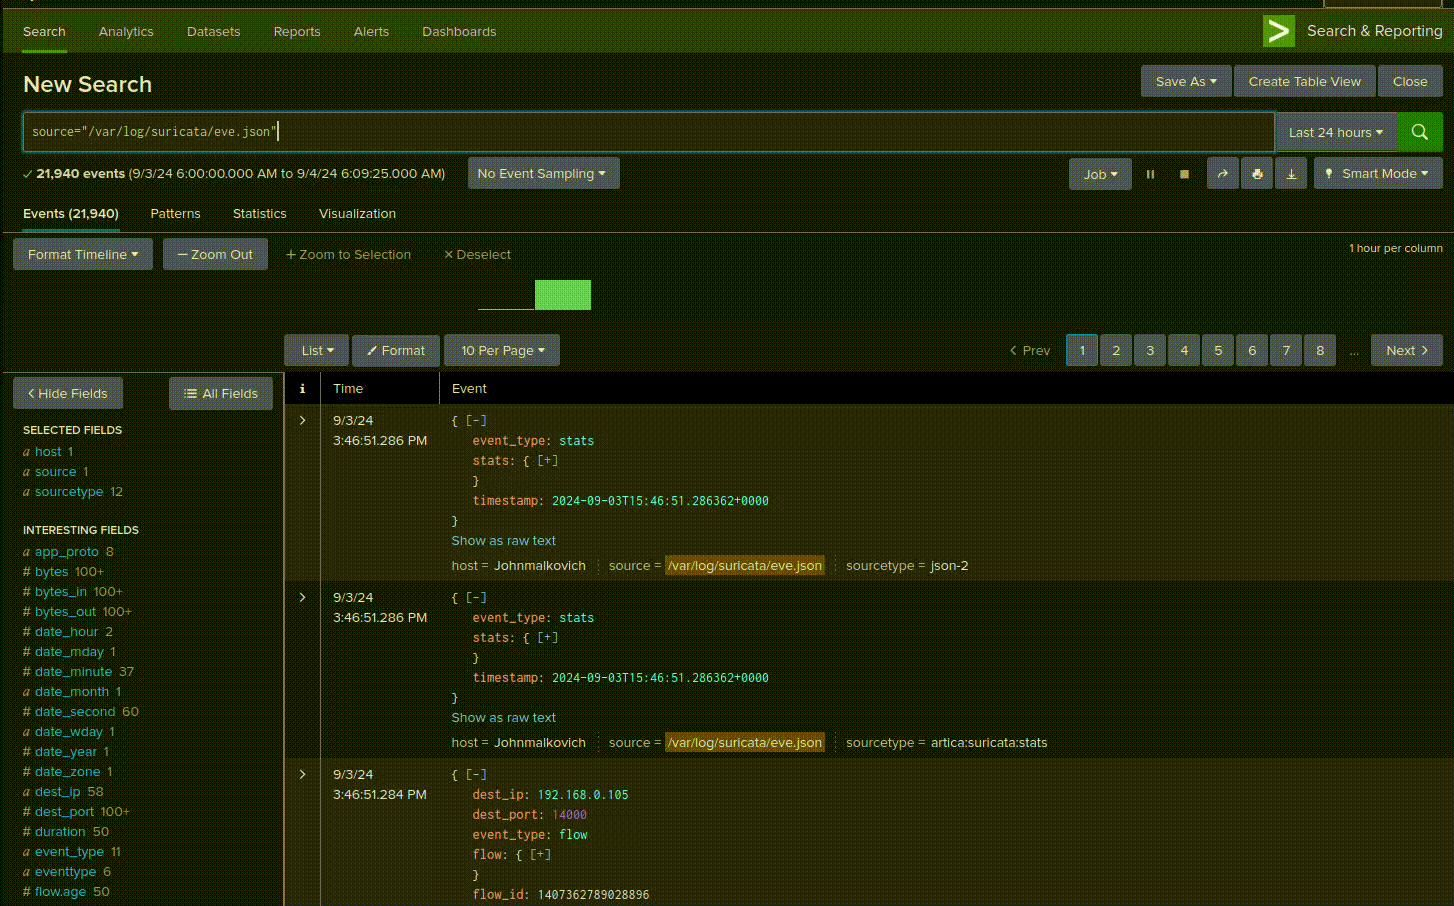 Search Analytics Datasets Reports Alerts Dashboards > Search & Reporting
New Search
Save As Create Table View Close
source="/var/log/suricata/eve.json"
Last 24 hours
✓ 21,940 events (9/3/24 6:00:00.000 AM to 9/4/24 6:09:25.000 AM) No Event Sampling Job Smart Mode
Events (21,940) Patterns Statistics Visualization
Format Timeline — Zoom Out + Zoom to Selection × Deselect 1 hour per column
List Format 10 Per Page < Prev 1 2 3 4 5 6 7 8 ... Next >
< Hide Fields All Fields
SELECTED FIELDS
a host 1
a source 1
a sourcetype 12
INTERESTING FIELDS
a app_proto 8
# bytes 100+
# bytes_in 100+
# bytes_out 100+
# date_hour 2
# date_mday 1
# date_minute 37
a date_month 1
# date_second 60
a date_wday 1
# date_year 1
# date_zone 1
a dest_ip 58
# dest_port 100+
# duration 50
a event_type 11
a eventtype 6
# flow.age 50
i Time Event
> 9/3/24 { [-]
3:46:51.286 PM event_type: stats
stats: { [+]
}
timestamp: 2024-09-03T15:46:51.286362+0000
}
Show as raw text
host = Johnmalkovich source = /var/log/suricata/eve.json sourcetype = json-2
> 9/3/24 { [-]
3:46:51.286 PM event_type: stats
stats: { [+]
}
timestamp: 2024-09-03T15:46:51.286362+0000
}
Show as raw text
host = Johnmalkovich source = /var/log/suricata/eve.json sourcetype = artica:suricata:stats
> 9/3/24 { [-]
3:46:51.284 PM dest_ip: 192.168.0.105
dest_port: 14000
event_type: flow
flow: { [+]
}
flow_id: 1407362789028896